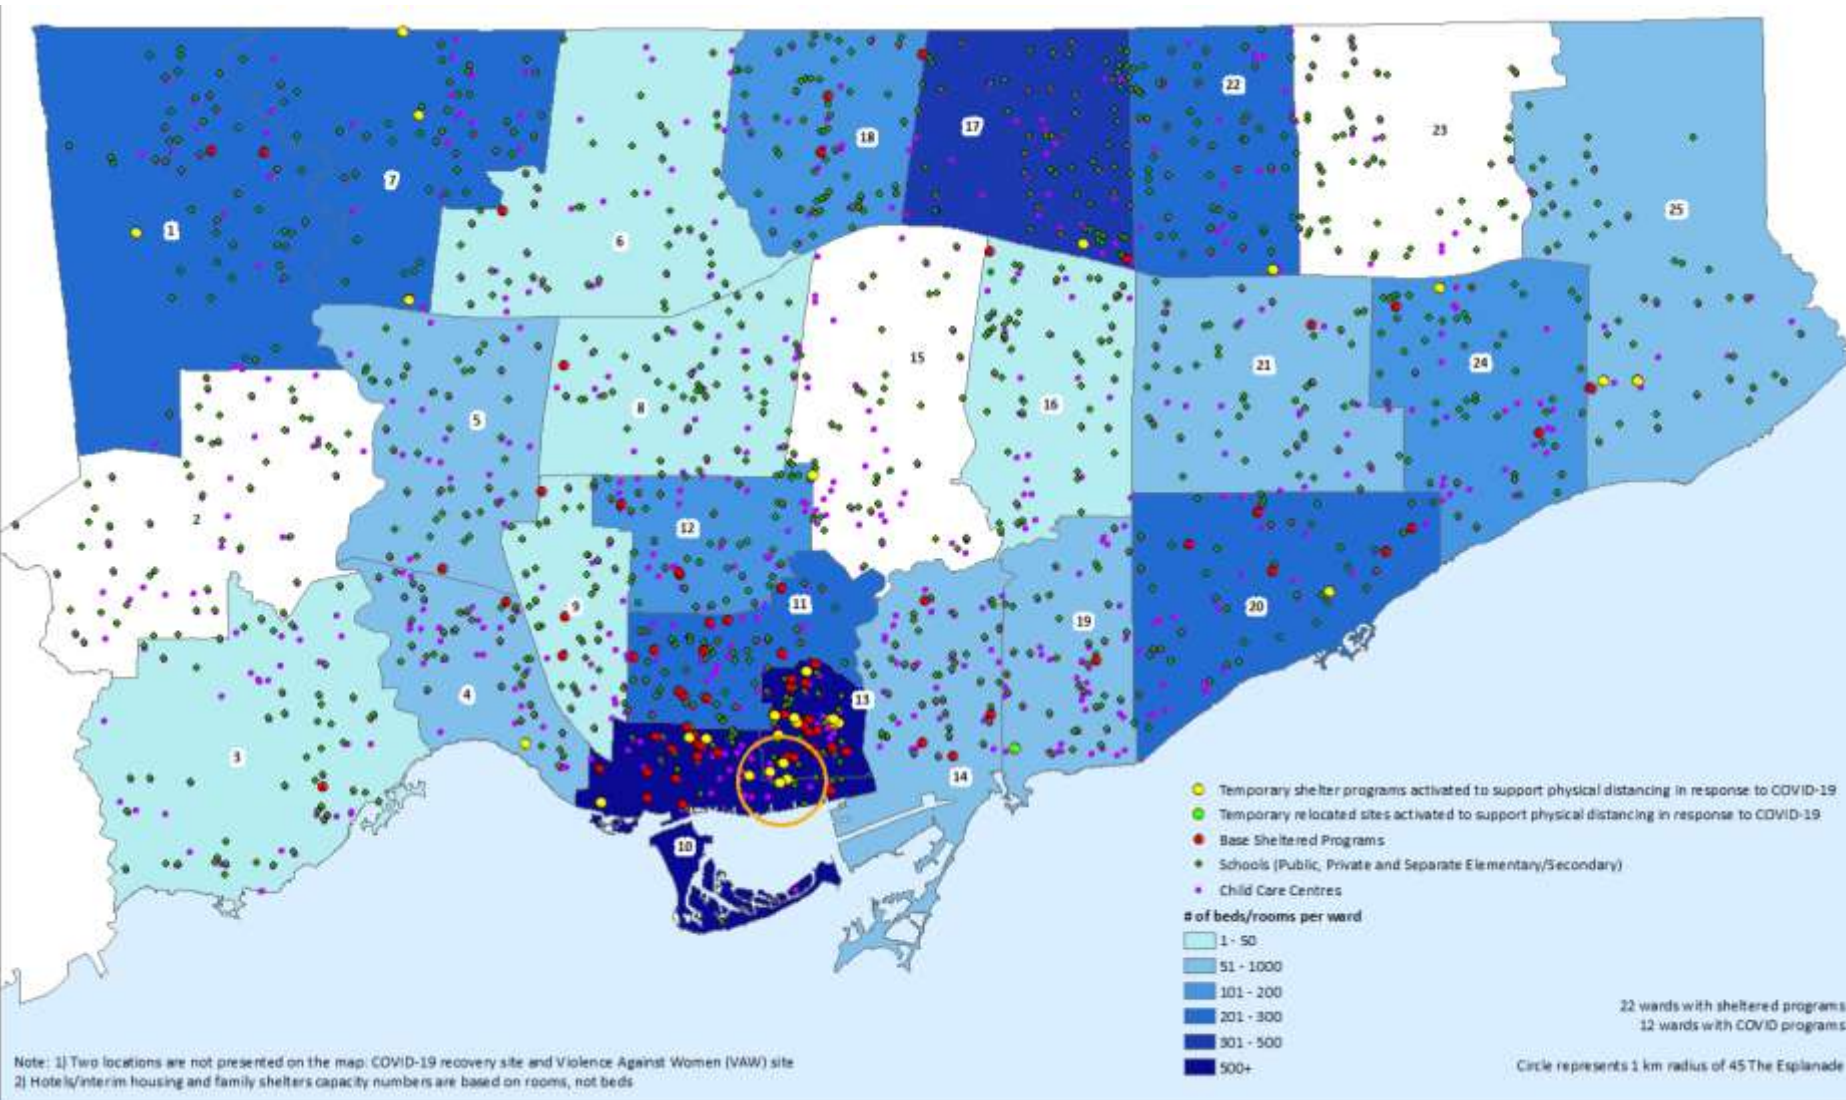 22
17
18
23
7
25
1
6
15
21
24
16
8
5
2
12
9
11
20
19
4
13
3
14
10
Temporary shelter programs activated to support physical distancing in response to COVID-19
Temporary relocated sites activated to support physical distancing in response to COVID-19
Base Sheltered Programs
Schools (Public, Private and Separate Elementary/Secondary)
Child Care Centres
# of beds/rooms per ward
1 - 50
51 - 1000
101 - 200
201 - 300
301 - 500
500+
22 wards with sheltered programs
12 wards with COVID programs
Note: 1) Two locations are not presented on the map: COVID-19 recovery site and Violence Against Women (VAW) site
2) Hotels/interim housing and family shelters capacity numbers are based on rooms, not beds
Circle represents 1 km radius of 45 The Esplanade